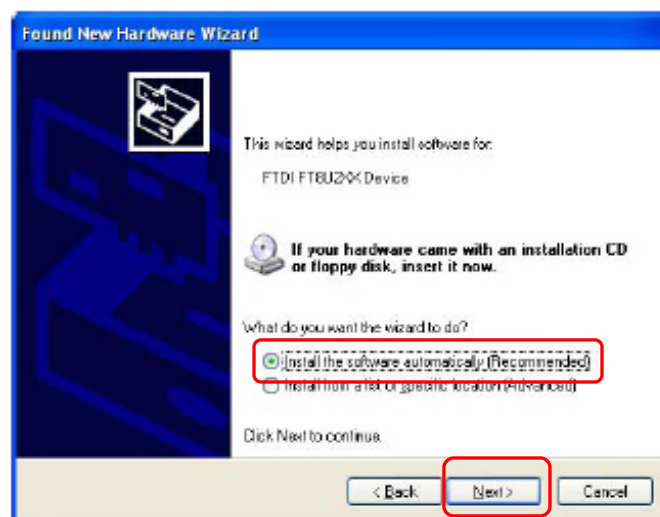 Found New Hardware Wizard
This wizard helps you install software for:
FTDI FT8U2XX Device
If your hardware came with an installation CD
or floppy disk, insert it now.
What do you want the wizard to do?
Install the software automatically (Recommended)
Install from a list or specific location (Advanced)
Click Next to continue.
< Back
Next >
Cancel